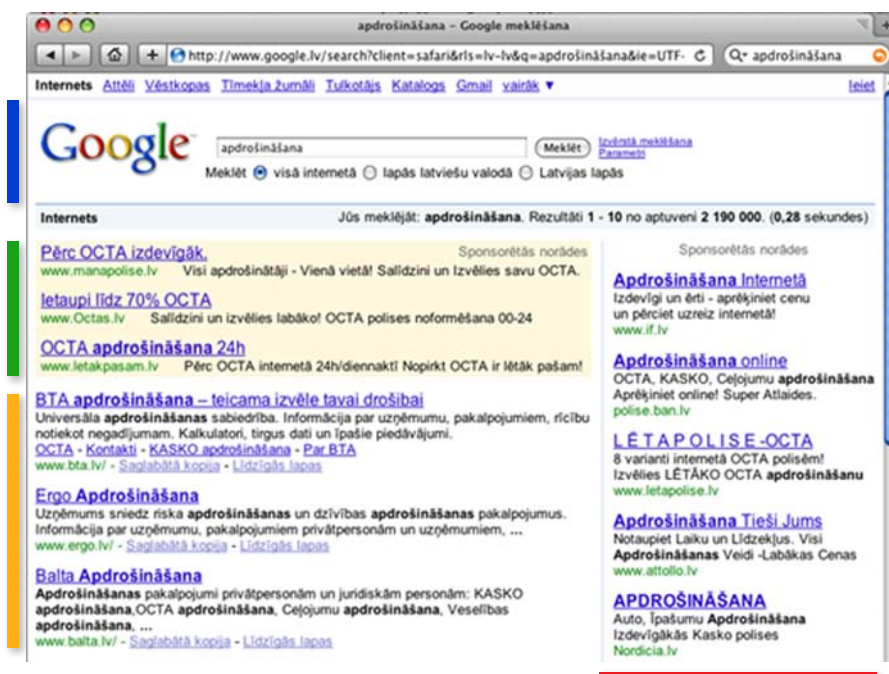 apdrošināšana – Google meklēšana
http://www.google.lv/search?client=safari&rls=lv-lv&q=apdrošināšana&ie=UTF-
apdrošināšana
Internets Attēli Vēstkopas Tīmekļa žurnāli Tulkotājs Katalogs Gmail vairāk ▼
Ieiet
Google
apdrošināšana
Meklēt
Izvērstā meklēšana
Parametri
Meklēt visā internetā lapās latviešu valodā Latvijas lapās
Internets
Jūs meklējāt: apdrošināšana. Rezultāti 1 - 10 no aptuveni 2 190 000. (0,28 sekundes)
Pērc OCTA izdevīgāk.
Sponsorētās norādes
www.manapolise.lv Visi apdrošinātāji - Vienā vietā! Salīdzini un Izvēlies savu OCTA.
Ietaupi līdz 70% OCTA
www.Octas.lv Salīdzini un izvēlies labāko! OCTA polises noformēšana 00-24
OCTA apdrošināšana 24h
www.letakpasam.lv Pērc OCTA internetā 24h/diennaktī Nopirkt OCTA ir lētāk pašam!
BTA apdrošināšana – teicama izvēle tavai drošibai
Universāla apdrošināšanas sabiedrība. Informācija par uzņēmumu, pakalpojumiem, rīcību
notiekot negadījumam. Kalkulatori, tirgus dati un īpašie piedāvājumi.
OCTA - Kontakti - KASKO apdrošināšana - Par BTA
www.bta.lv/ - Saglabātā kopija - Līdzīgās lapas
Ergo Apdrošināšana
Uzņēmums sniedz riska apdrošināšanas un dzīvības apdrošināšanas pakalpojumus.
Informācija par uzņēmumu, pakalpojumiem privātpersonām un uzņēmumiem, ...
www.ergo.lv/ - Saglabātā kopija - Līdzīgās lapas
Balta Apdrošināšana
Apdrošināšanas pakalpojumi privātpersonām un juridiskām personām: KASKO
apdrošināšana,OCTA apdrošināšana, Ceļojumu apdrošināšana, Veselības
apdrošināšana, ...
www.balta.lv/ - Saglabātā kopija - Līdzīgās lapas
Sponsorētās norādes
Apdrošināšana Internetā
Izdevīgi un ērti - aprēķiniet cenu
un pērciet uzreiz internetā!
www.if.lv
Apdrošināšana online
OCTA, KASKO, Ceļojumu apdrošināšana
Aprēķiniet online! Super Atlaides.
polise.ban.lv
L Ē T A P O L I S E -OCTA
8 varianti internetā OCTA polisēm!
Izvēlies LĒTĀKO OCTA apdrošināšanu
www.letapolise.lv
Apdrošināšana Tieši Jums
Notaupiet Laiku un Līdzekļus. Visi
Apdrošināšanas Veidi -Labākas Cenas
www.attollo.lv
APDROŠINĀŠANA
Auto, Īpašumu Apdrošināšana
Izdevīgākās Kasko polises
Nordicia.lv